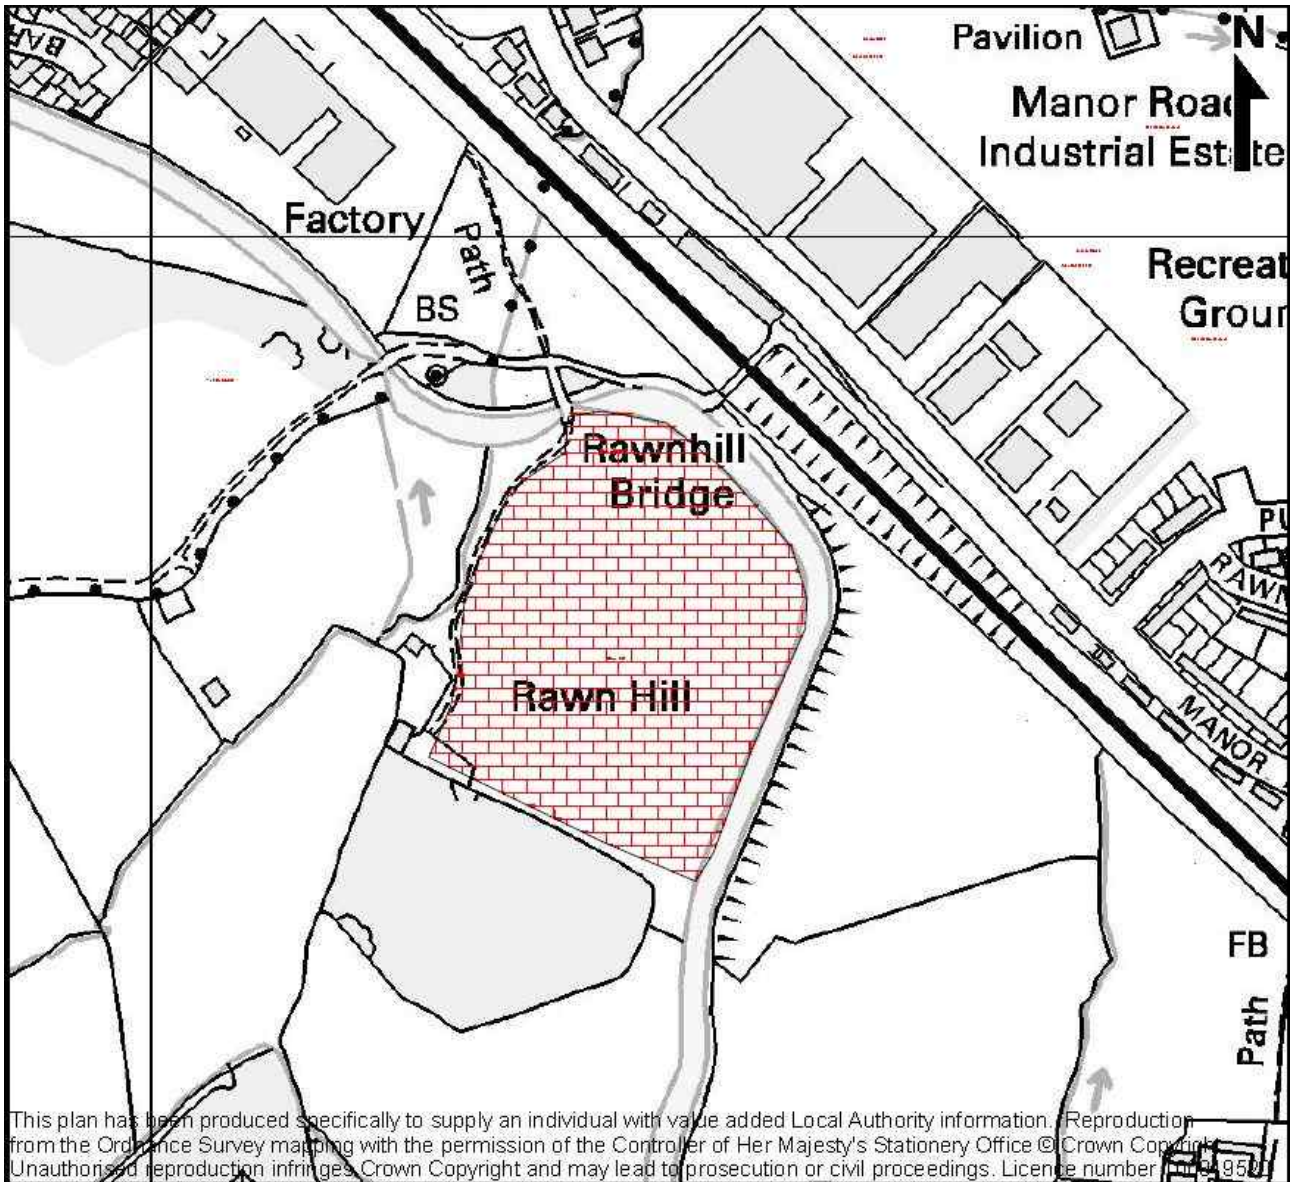 BAR
Pavilion
N
Manor Road
Industrial Estate
Factory
Path
Recreat
Groun
BS
Rawnhill
Bridge
PU
RAWN
Rawn Hill
MANOR
FB
Path
This plan has been produced specifically to supply an individual with value added Local Authority information. Reproduction
from the Ordnance Survey mapping with the permission of the Controller of Her Majesty's Stationery Office © Crown Copyright
Unauthorised reproduction infringes Crown Copyright and may lead to prosecution or civil proceedings. Licence number